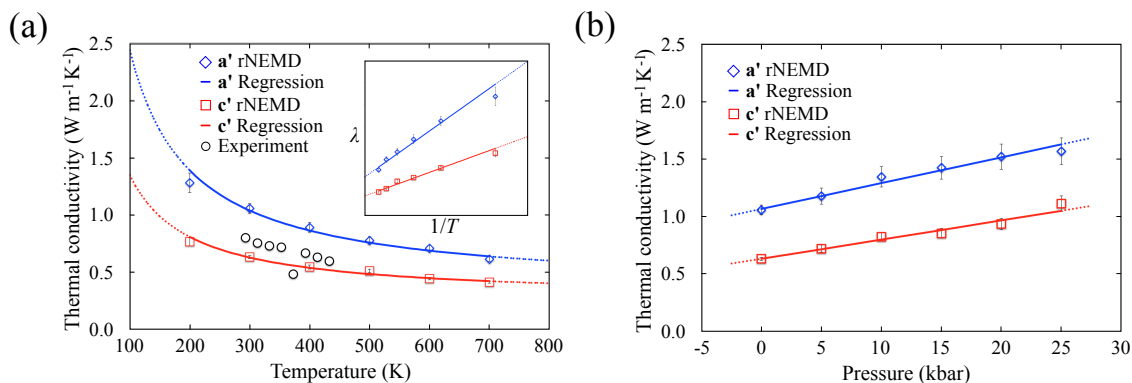 (a)
2.5
2.0
1.5
1.0
0.5
0.0
Thermal conductivity (W m⁻¹ K⁻¹)
a' rNEMD
a' Regression
c' rNEMD
c' Regression
Experiment
λ
1/T
100 200 300 400 500 600 700 800
Temperature (K)
(b)
2.5
2.0
1.5
1.0
0.5
0.0
Thermal conductivity (W m⁻¹ K⁻¹)
a' rNEMD
a' Regression
c' rNEMD
c' Regression
-5 0 5 10 15 20 25 30
Pressure (kbar)